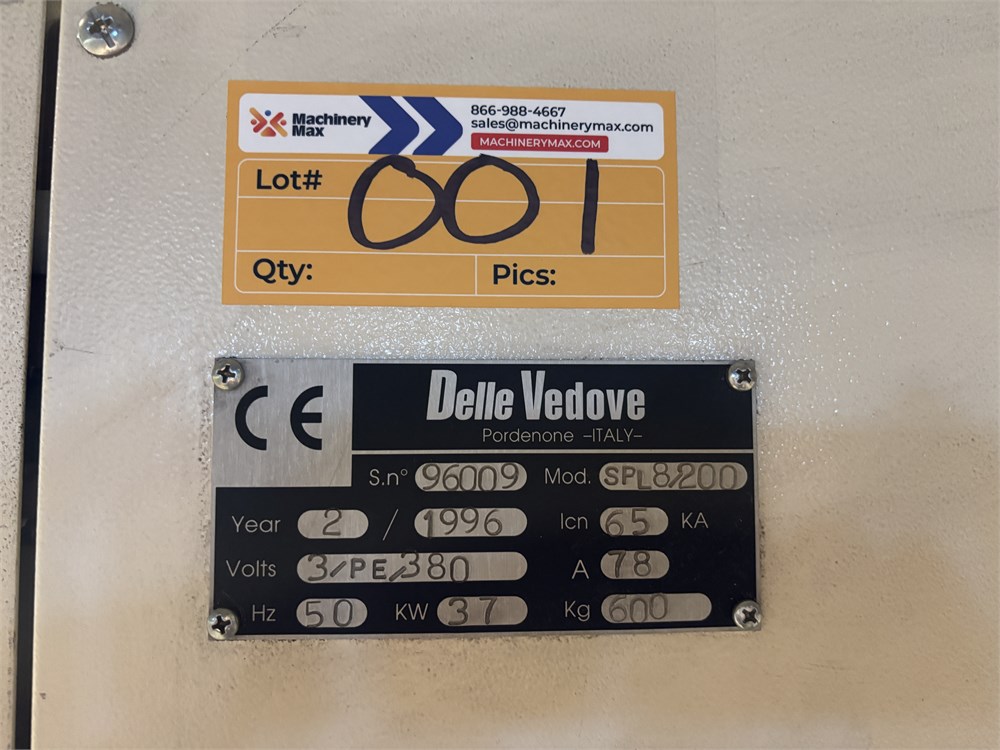 Machinery
Max
866-988-4667
sales@machinerymax.com
MACHINERYMAX.COM
Lot# 001
Qty: Pics:
CE
Delle Vedove
Pordenone –ITALY–
S.n° 96009 Mod. SPL8/200
Year 2 / 1996 Icn 65 KA
Volts 3/PE/380 A 78
Hz 50 KW 37 Kg 600